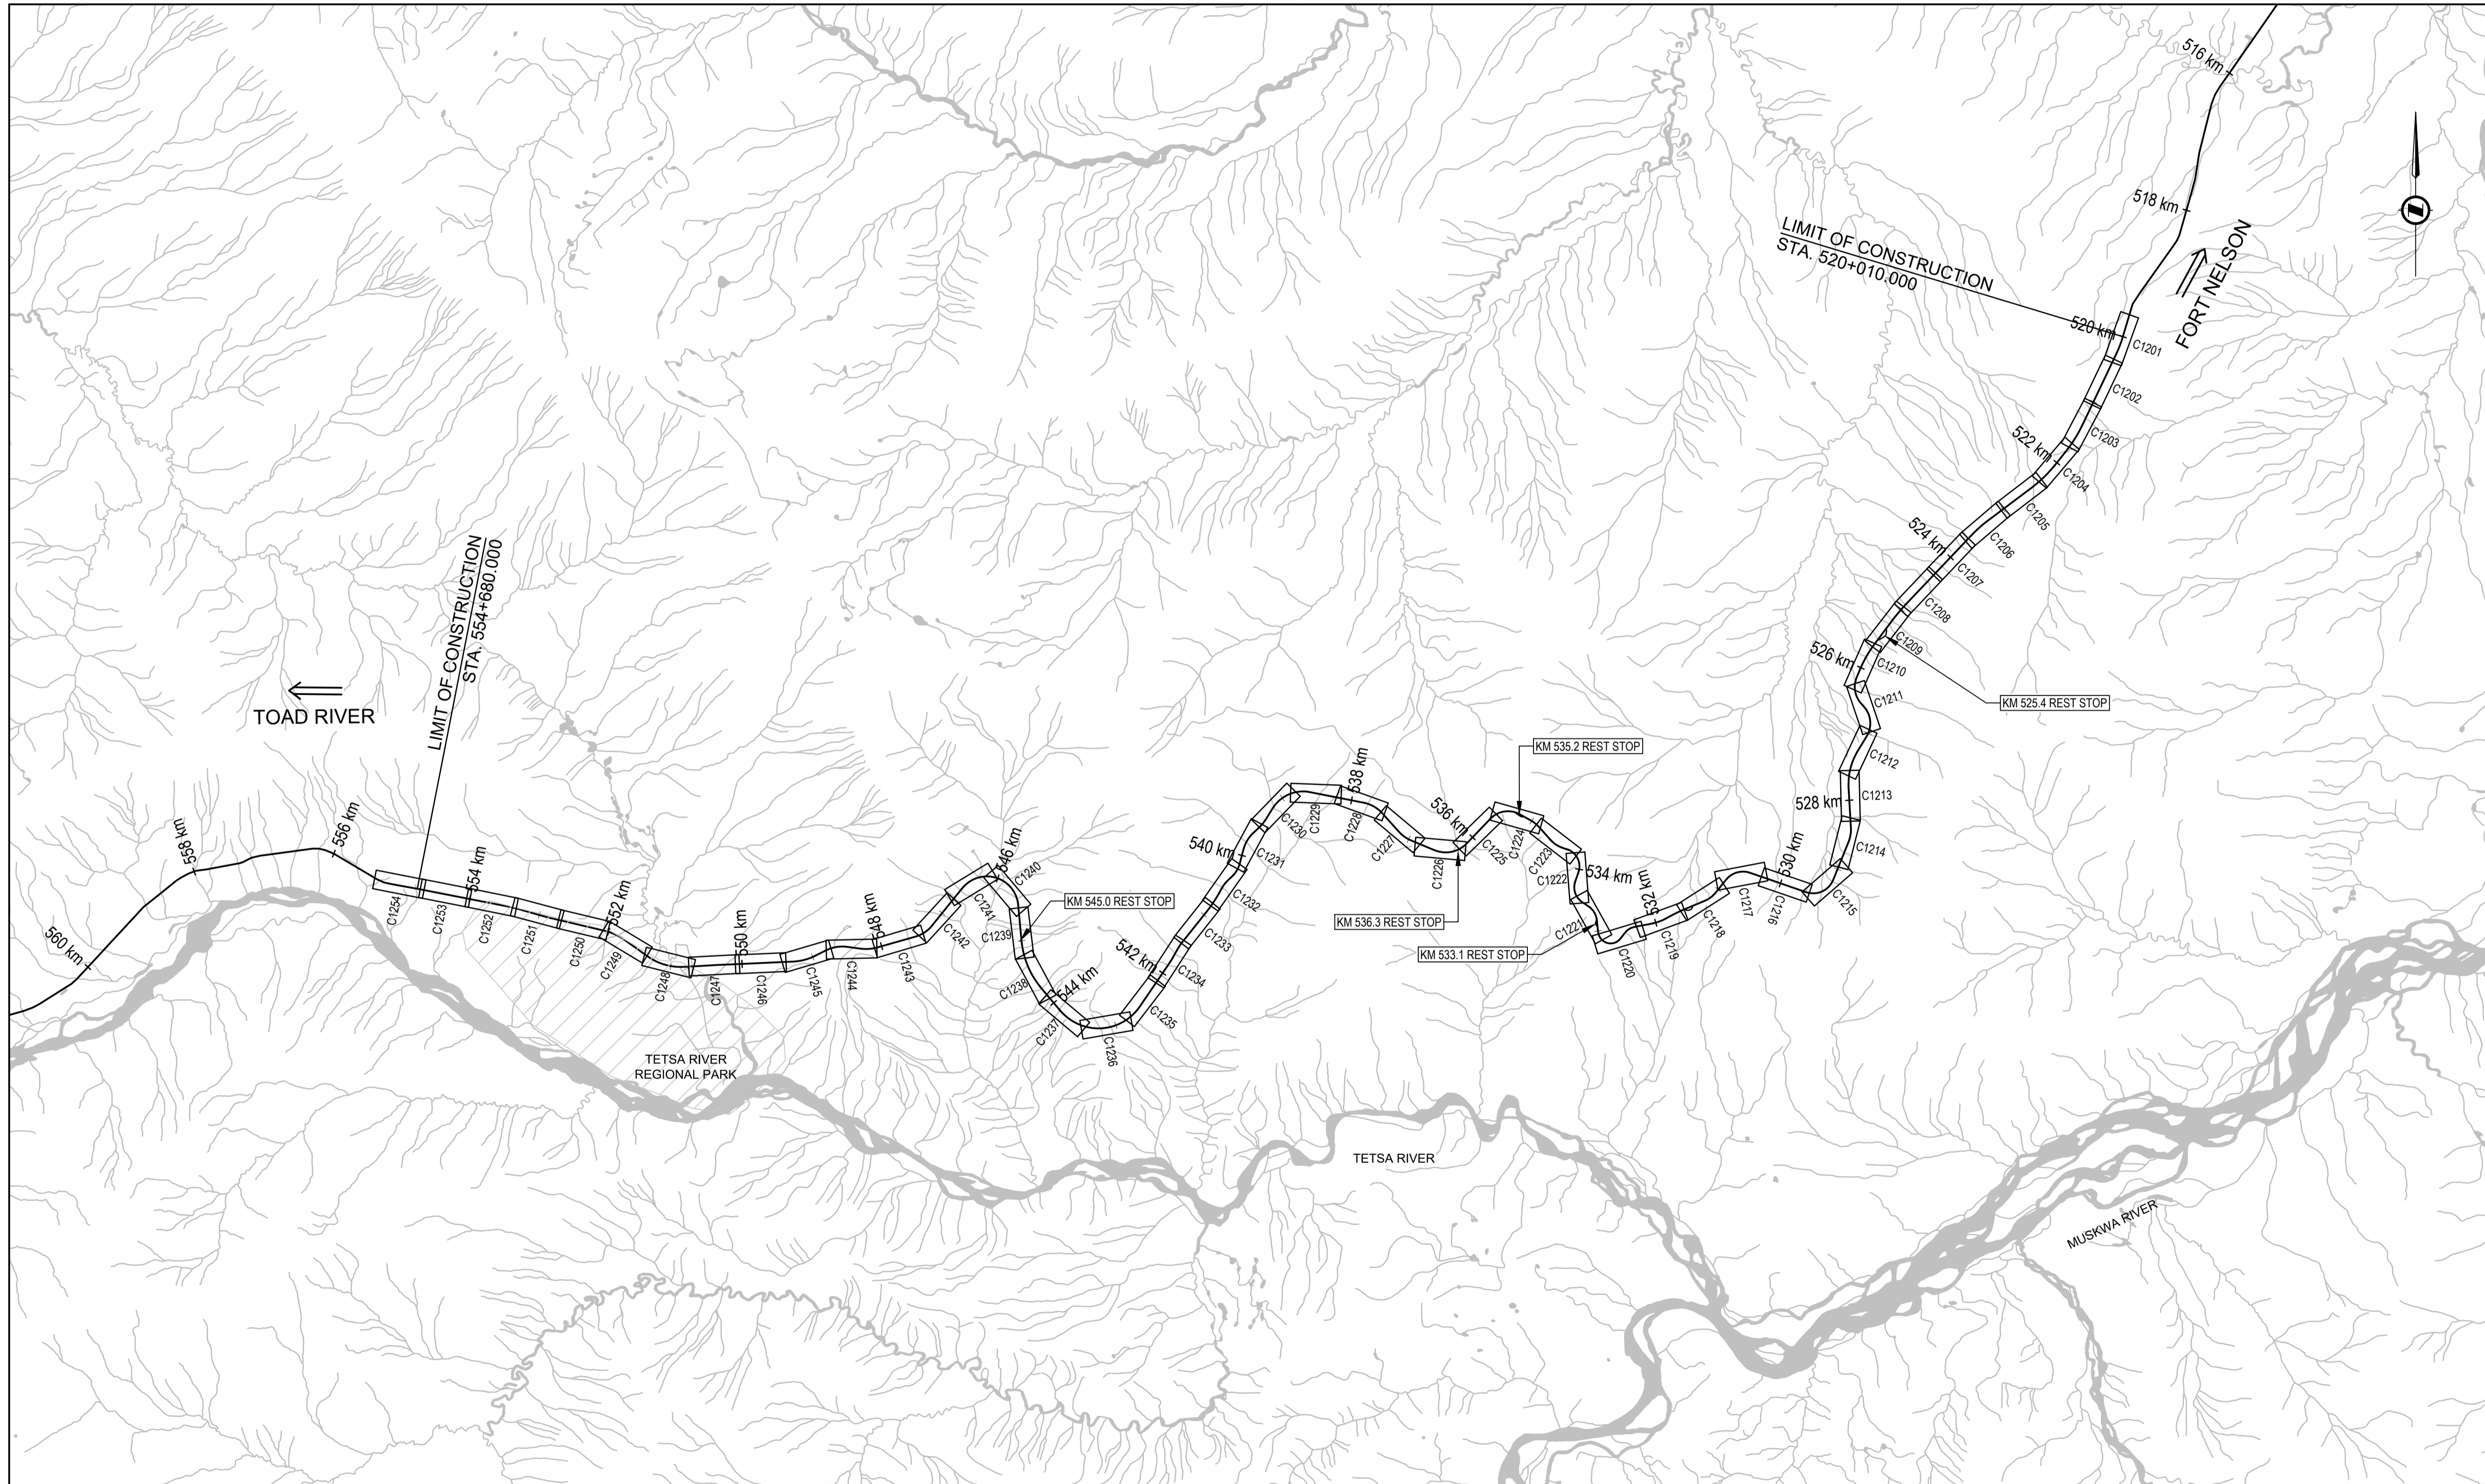 516 km
518 km
LIMIT OF CONSTRUCTION
STA. 520+010.000
FORT NELSON
520 km
C1201
C1202
C1203
522 km
C1204
C1205
C1206
524 km
C1207
C1208
C1209
526 km
C1210
C1211
KM 525.4 REST STOP
C1212
528 km
C1213
C1214
C1215
530 km
C1216
C1217
C1218
532 km
C1219
C1220
C1221
KM 533.1 REST STOP
534 km
C1222
C1223
C1224
KM 535.2 REST STOP
536 km
C1225
C1226
KM 536.3 REST STOP
C1227
C1228
538 km
C1229
C1230
540 km
C1231
C1232
C1233
542 km
C1234
C1235
C1236
C1237
544 km
C1238
C1239
KM 545.0 REST STOP
C1240
546 km
C1241
C1242
C1243
548 km
C1244
C1245
C1246
550 km
C1247
C1248
C1249
552 km
C1250
C1251
C1252
554 km
C1253
C1254
LIMIT OF CONSTRUCTION
STA. 554+680.000
TOAD RIVER
556 km
558 km
560 km
TETSA RIVER
REGIONAL PARK
TETSA RIVER
MUSKWA RIVER